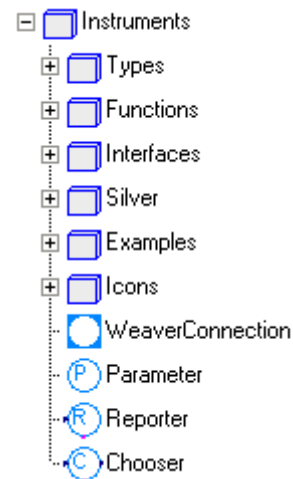 Instruments
Types
Functions
Interfaces
Silver
Examples
Icons
WeaverConnection
P Parameter
R Reporter
C Chooser